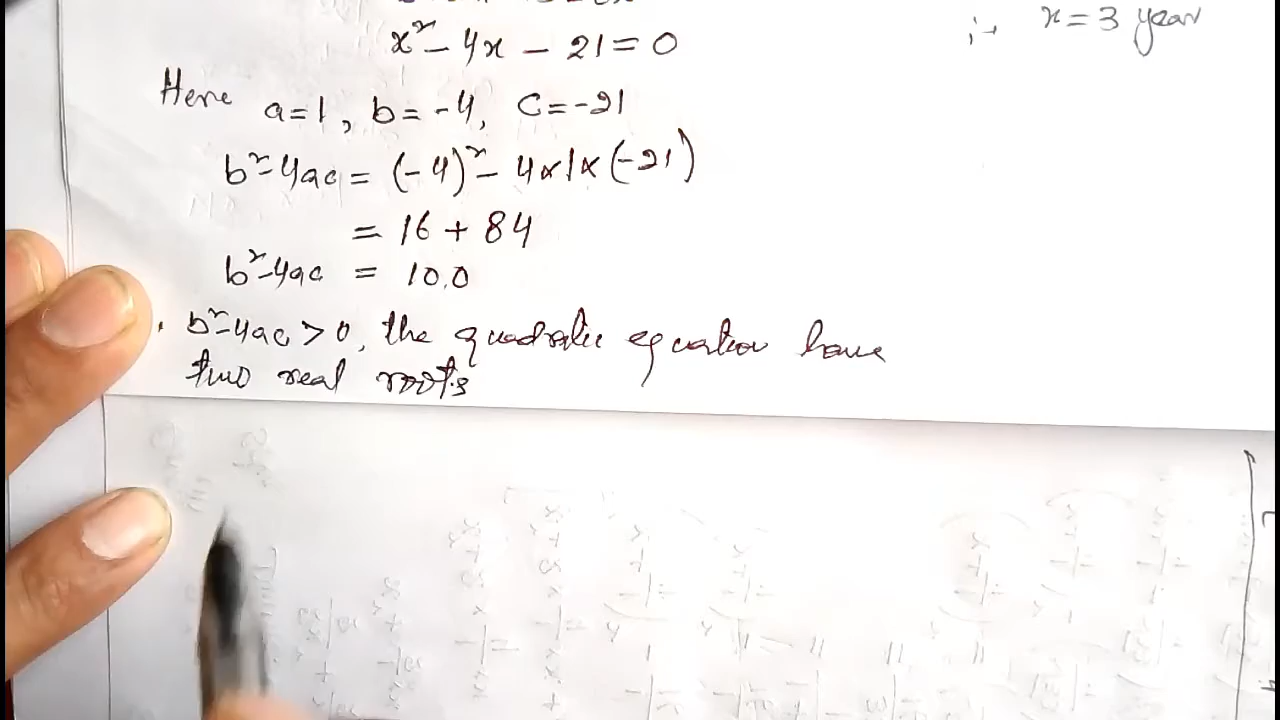 x² - 4x - 21 = 0
∴ x = 3 year
Here a=1, b= -4, c= -21
b²-4ac = (-4)² - 4×1×(-21)
= 16 + 84
b²-4ac = 100
b²-4ac > 0, the quadratic equation have
two real roots